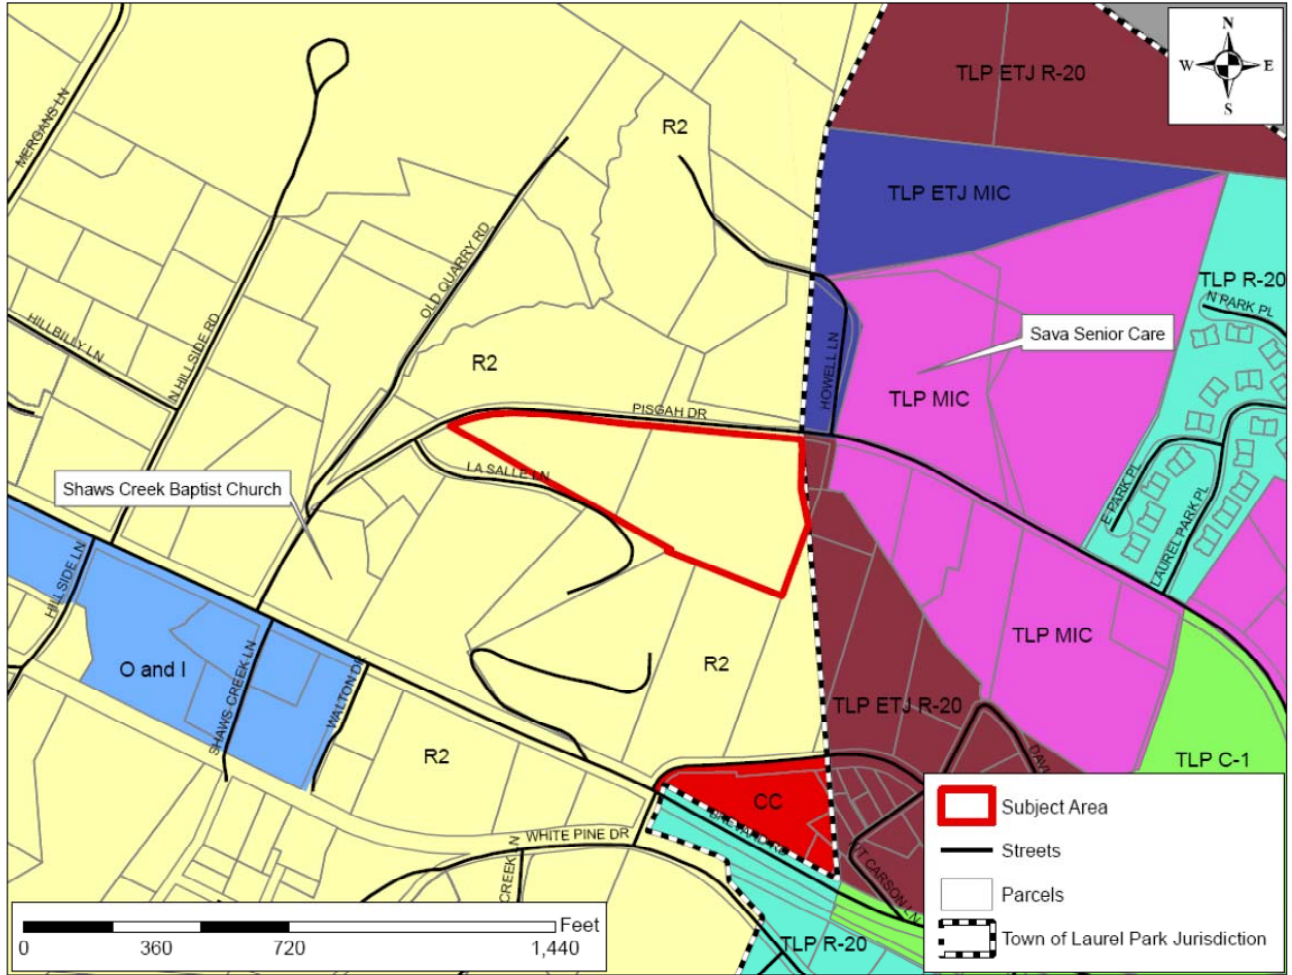 N
W E
S
TLP ETJ R-20
MERGANS LN
R2
TLP ETJ MIC
TLP R-20
N PARK PL
OLD QUARRY RD
HILLBILLY LN
N HILLSIDE RD
Sava Senior Care
HOWELL LN
R2
TLP MIC
PISGAH DR
LA SALLE LN
Shaws Creek Baptist Church
E PARK PL
LAUREL PARK PL
HILLSIDE LN
O and I
SHAWS CREEK LN
WALTON DR
R2
TLP MIC
TLP ETJ R-20
R2
TLP C-1
CC
WHITE PINE DR
CREEK LN
TLP R-20
Subject Area
Streets
Parcels
Town of Laurel Park Jurisdiction
Feet
0 360 720 1,440